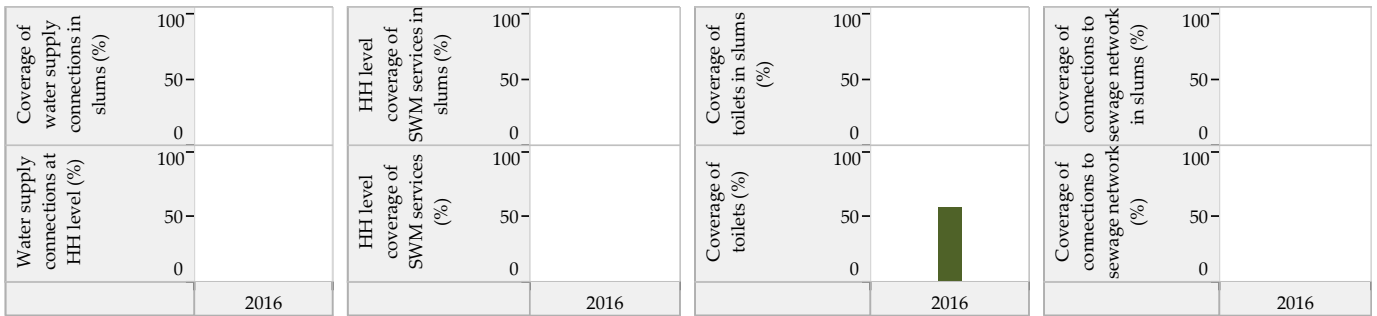 Coverage of
water supply
connections in
slums (%)
100
50
0
Water supply
connections at
HH level (%)
100
50
0
2016
HH level
coverage of
SWM services in
slums (%)
100
50
0
HH level
coverage of
SWM services
(%)
100
50
0
2016
Coverage of
toilets in slums
(%)
100
50
0
Coverage of
toilets (%)
100
50
0
2016
Coverage of
connections to
sewage network
in slums (%)
100
50
0
Coverage of
connections to
sewage network
(%)
100
50
0
2016